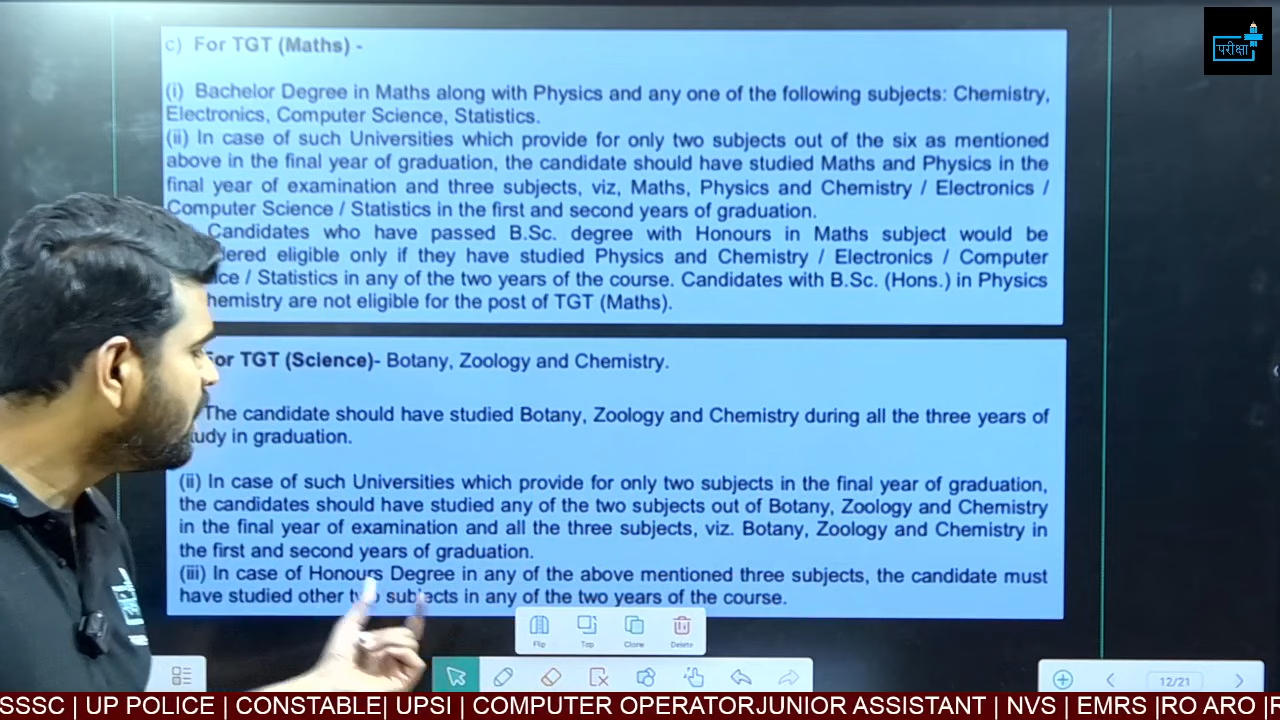 परीक्षा
c) For TGT (Maths) -
(i) Bachelor Degree in Maths along with Physics and any one of the following subjects: Chemistry,
Electronics, Computer Science, Statistics.
(ii) In case of such Universities which provide for only two subjects out of the six as mentioned
above in the final year of graduation, the candidate should have studied Maths and Physics in the
final year of examination and three subjects, viz, Maths, Physics and Chemistry / Electronics /
Computer Science / Statistics in the first and second years of graduation.
Candidates who have passed B.Sc. degree with Honours in Maths subject would be
eligible only if they have studied Physics and Chemistry / Electronics / Computer
/ Statistics in any of the two years of the course. Candidates with B.Sc. (Hons.) in Physics
are not eligible for the post of TGT (Maths).
TGT (Science)- Botany, Zoology and Chemistry.
The candidate should have studied Botany, Zoology and Chemistry during all the three years of
in graduation.
(ii) In case of such Universities which provide for only two subjects in the final year of graduation,
the candidates should have studied any of the two subjects out of Botany, Zoology and Chemistry
in the final year of examination and all the three subjects, viz. Botany, Zoology and Chemistry in
the first and second years of graduation.
(iii) In case of Honours Degree in any of the above mentioned three subjects, the candidate must
have studied other two subjects in any of the two years of the course.
Flip Top Clone Delete
12/21
SSSC | UP POLICE | CONSTABLE| UPSI | COMPUTER OPERATORJUNIOR ASSISTANT | NVS | EMRS |RO ARO |R